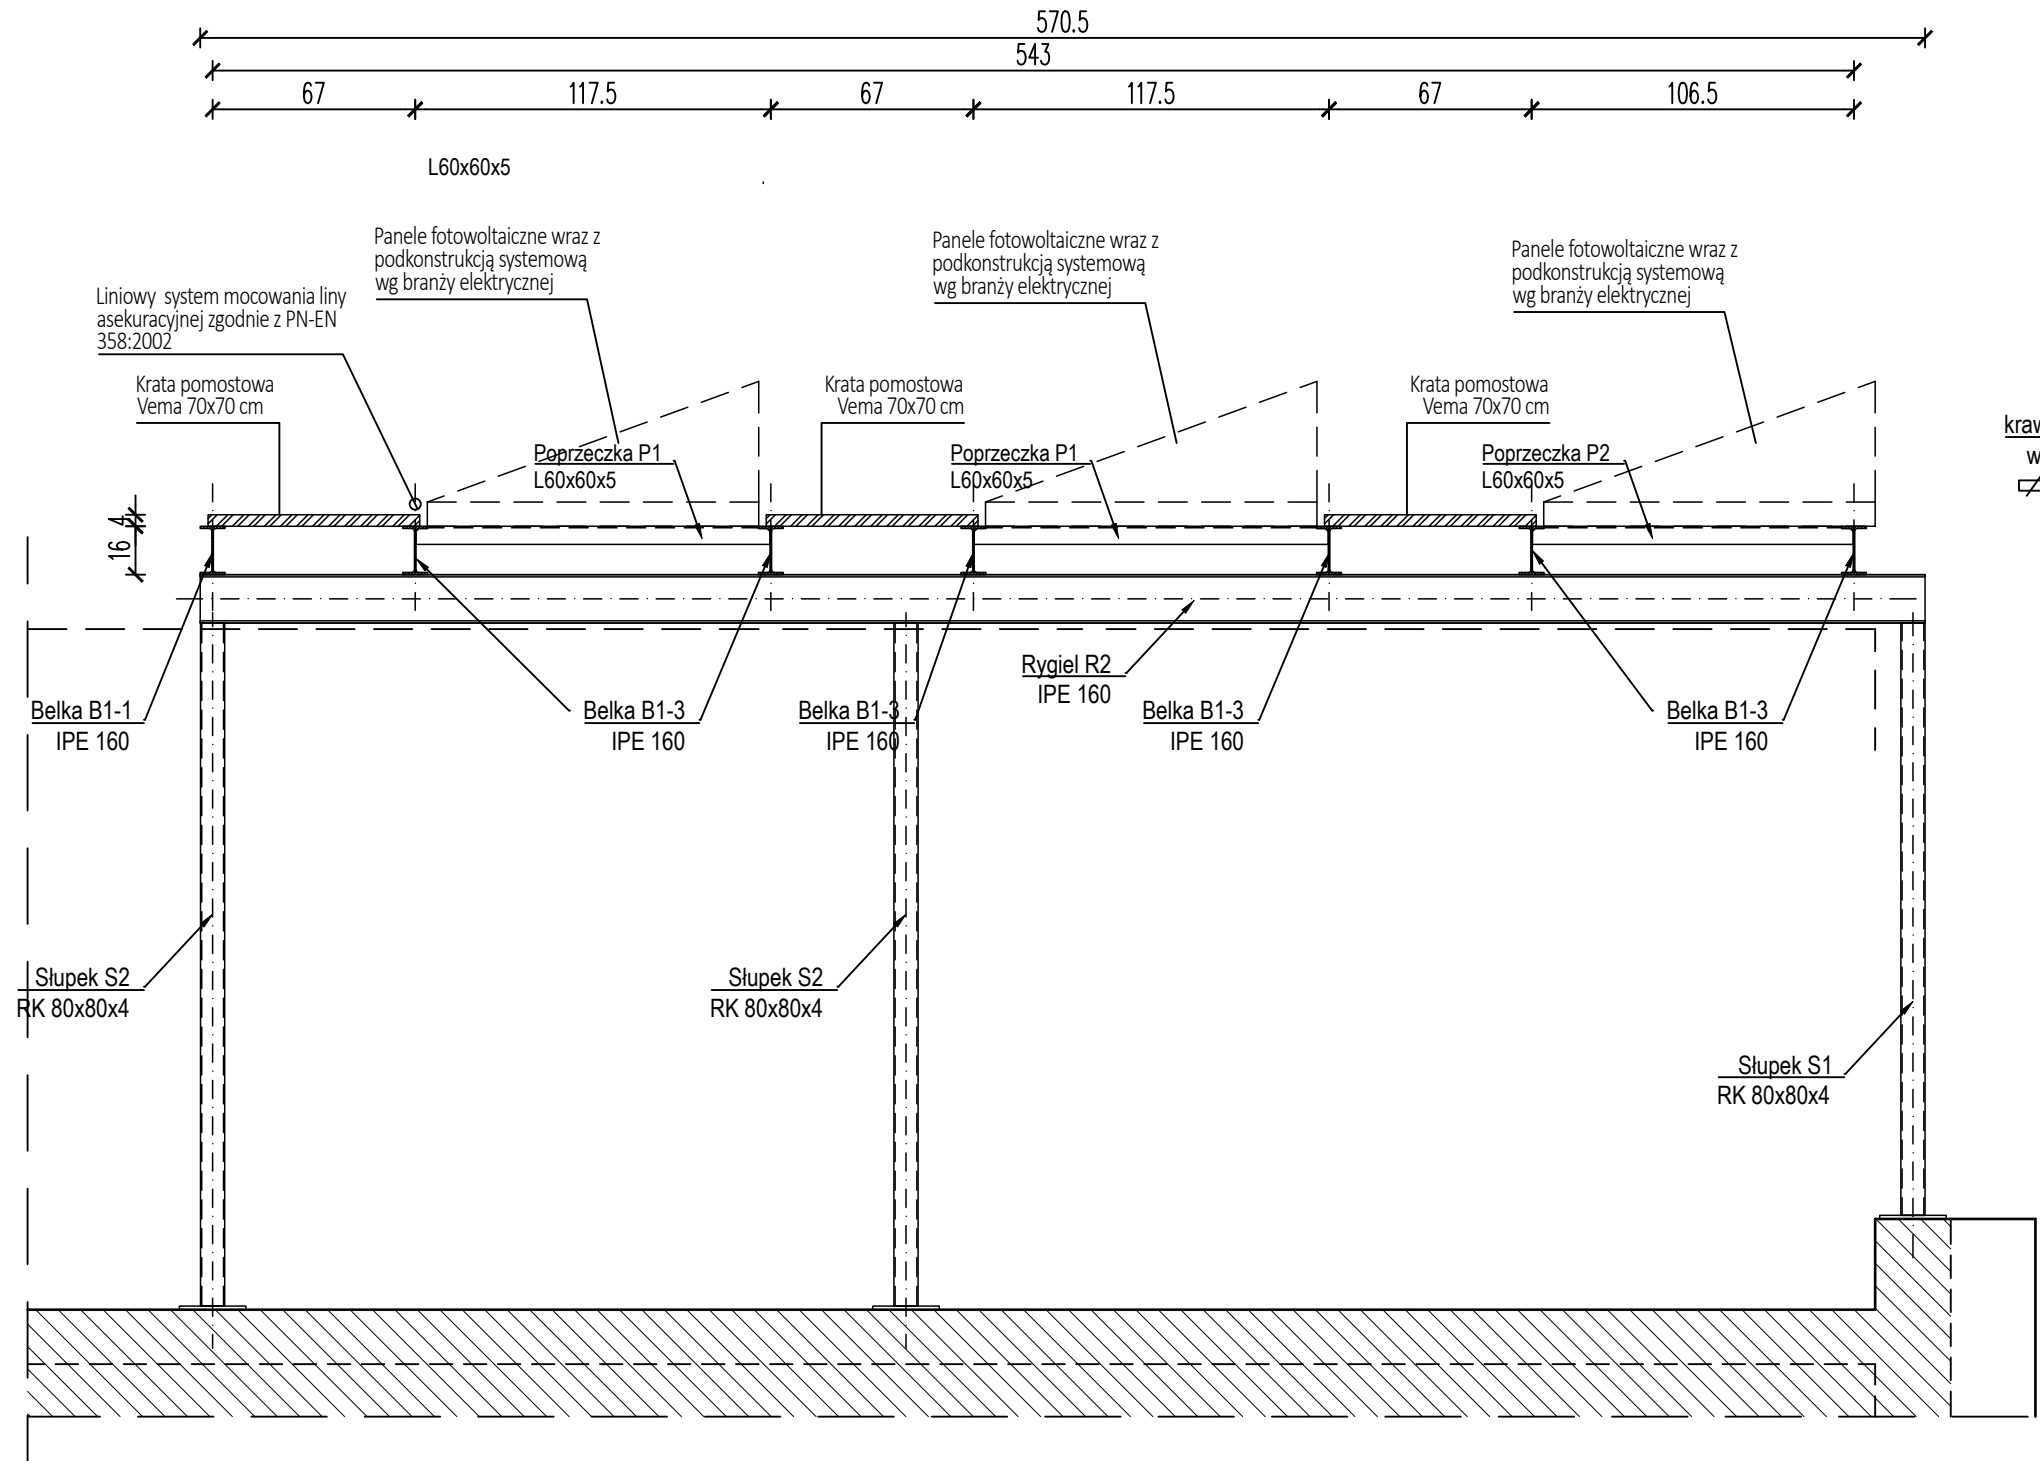 570.5
543
67
117.5
67
117.5
67
106.5
L60x60x5
Panele fotowoltaiczne wraz z
podkonstrukcją systemową
wg branży elektrycznej
Panele fotowoltaiczne wraz z
podkonstrukcją systemową
wg branży elektrycznej
Panele fotowoltaiczne wraz z
podkonstrukcją systemową
wg branży elektrycznej
Liniowy system mocowania liny
asekuracyjnej zgodnie z PN-EN
358:2002
Krata pomostowa
Vema 70x70 cm
Krata pomostowa
Vema 70x70 cm
Krata pomostowa
Vema 70x70 cm
kraw
w
Poprzeczka P1
L60x60x5
Poprzeczka P1
L60x60x5
Poprzeczka P2
L60x60x5
4
16
Rygiel R2
IPE 160
Belka B1-1
IPE 160
Belka B1-3
IPE 160
Belka B1-3
IPE 160
Belka B1-3
IPE 160
Belka B1-3
IPE 160
Słupek S2
RK 80x80x4
Słupek S2
RK 80x80x4
Słupek S1
RK 80x80x4